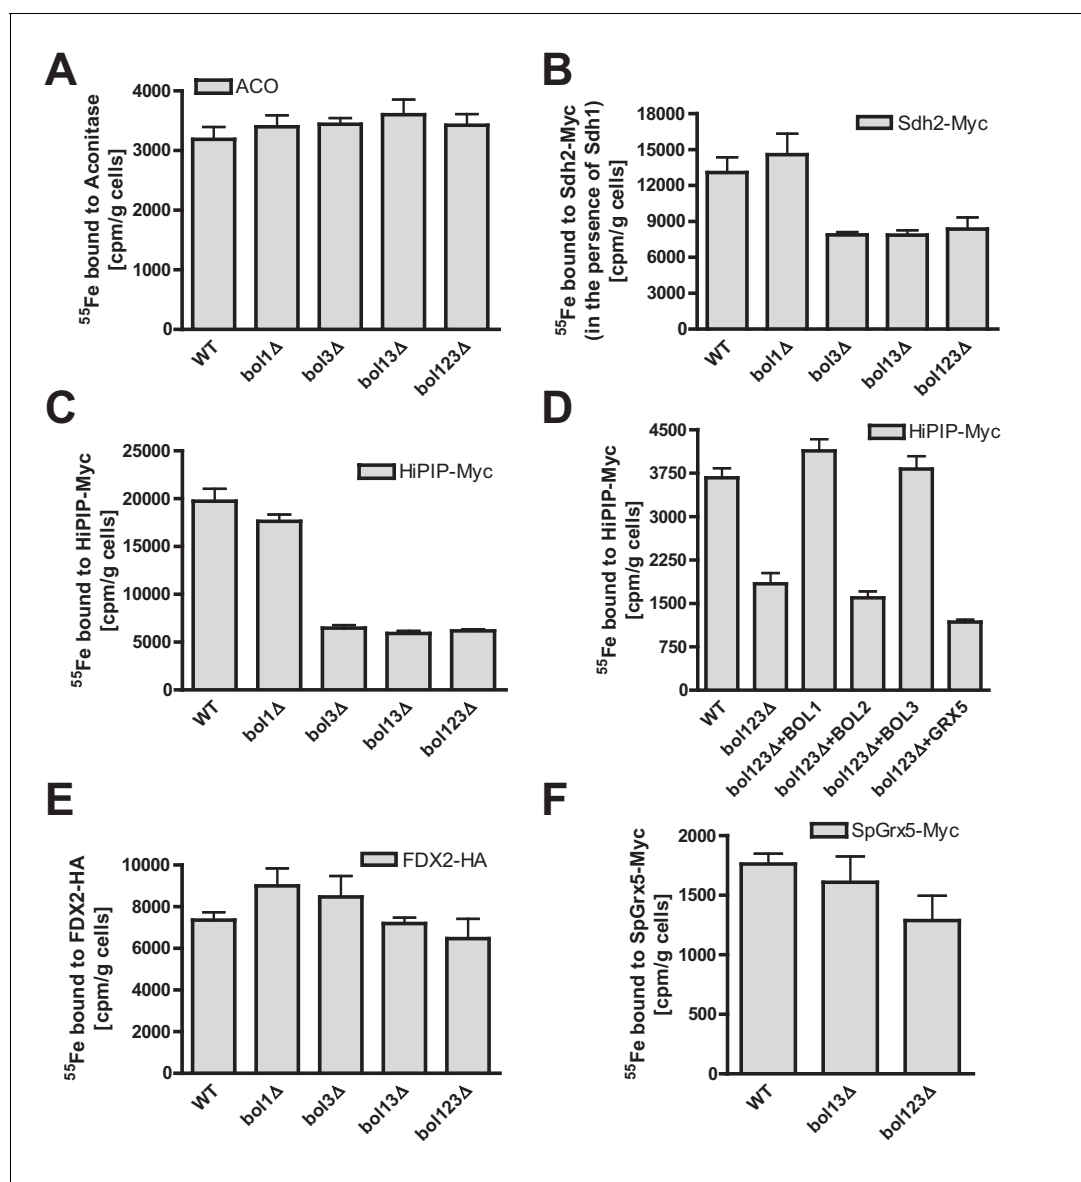 A
ACO
⁵⁵Fe bound to Aconitase
[cpm/g cells]
4000
3000
2000
1000
0
WT
bol1Δ
bol3Δ
bol13Δ
bol123Δ
B
Sdh2-Myc
⁵⁵Fe bound to Sdh2-Myc
(in the persence of Sdh1)
[cpm/g cells]
18000
15000
12000
9000
6000
3000
0
WT
bol1Δ
bol3Δ
bol13Δ
bol123Δ
C
HiPIP-Myc
⁵⁵Fe bound to HiPIP-Myc
[cpm/g cells]
25000
20000
15000
10000
5000
0
WT
bol1Δ
bol3Δ
bol13Δ
bol123Δ
D
HiPIP-Myc
⁵⁵Fe bound to HiPIP-Myc
[cpm/g cells]
4500
3750
3000
2250
1500
750
0
WT
bol123Δ
bol123Δ+BOL1
bol123Δ+BOL2
bol123Δ+BOL3
bol123Δ+GRX5
E
FDX2-HA
⁵⁵Fe bound to FDX2-HA
[cpm/g cells]
10000
8000
6000
4000
2000
0
WT
bol1Δ
bol3Δ
bol13Δ
bol123Δ
F
SpGrx5-Myc
⁵⁵Fe bound to SpGrx5-Myc
[cpm/g cells]
2000
1500
1000
500
0
WT
bol13Δ
bol123Δ